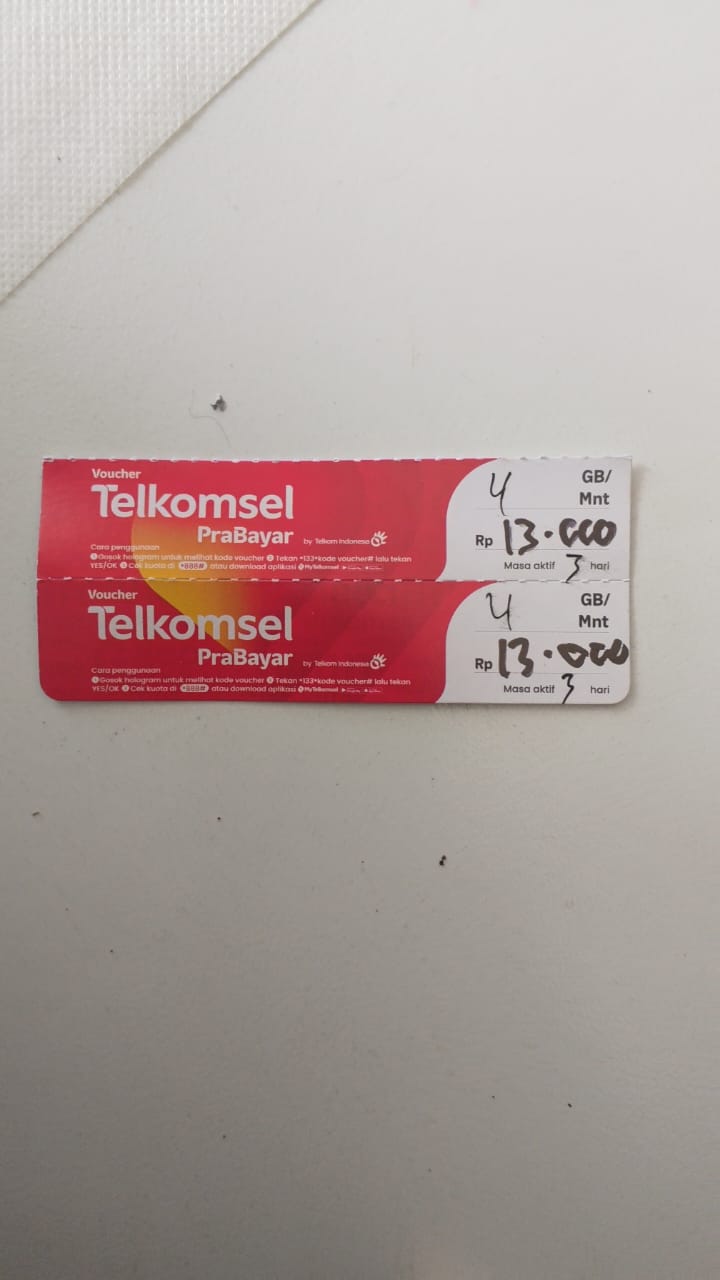 Voucher
Telkomsel
PraBayar by Telkom Indonesia
Cara penggunaan
1 Gosok hologram untuk melihat kode voucher 2 Tekan *133*kode voucher# lalu tekan
YES/OK 3 Cek kuota di *888# atau download aplikasi MyTelkomsel
4 GB/
Mnt
Rp 13.000
Masa aktif 3 hari
Voucher
Telkomsel
PraBayar by Telkom Indonesia
Cara penggunaan
1 Gosok hologram untuk melihat kode voucher 2 Tekan *133*kode voucher# lalu tekan
YES/OK 3 Cek kuota di *888# atau download aplikasi MyTelkomsel
4 GB/
Mnt
Rp 13.000
Masa aktif 3 hari